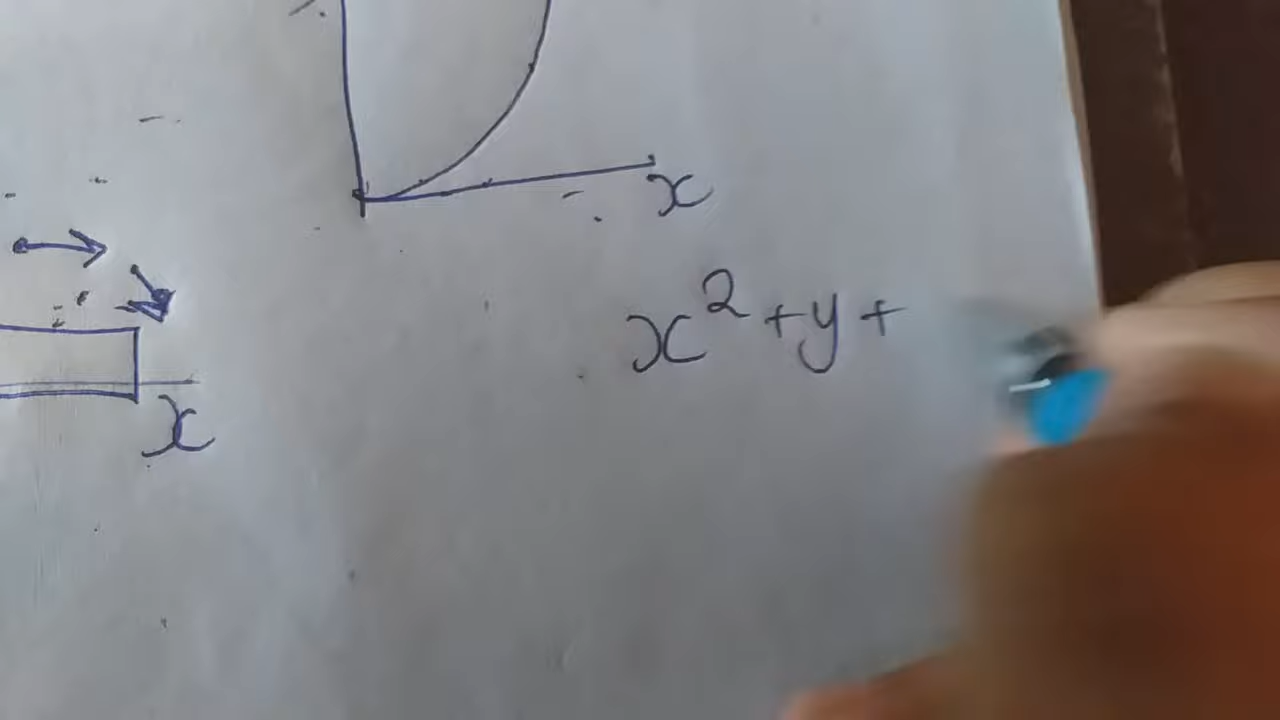 x
x² + y +
x